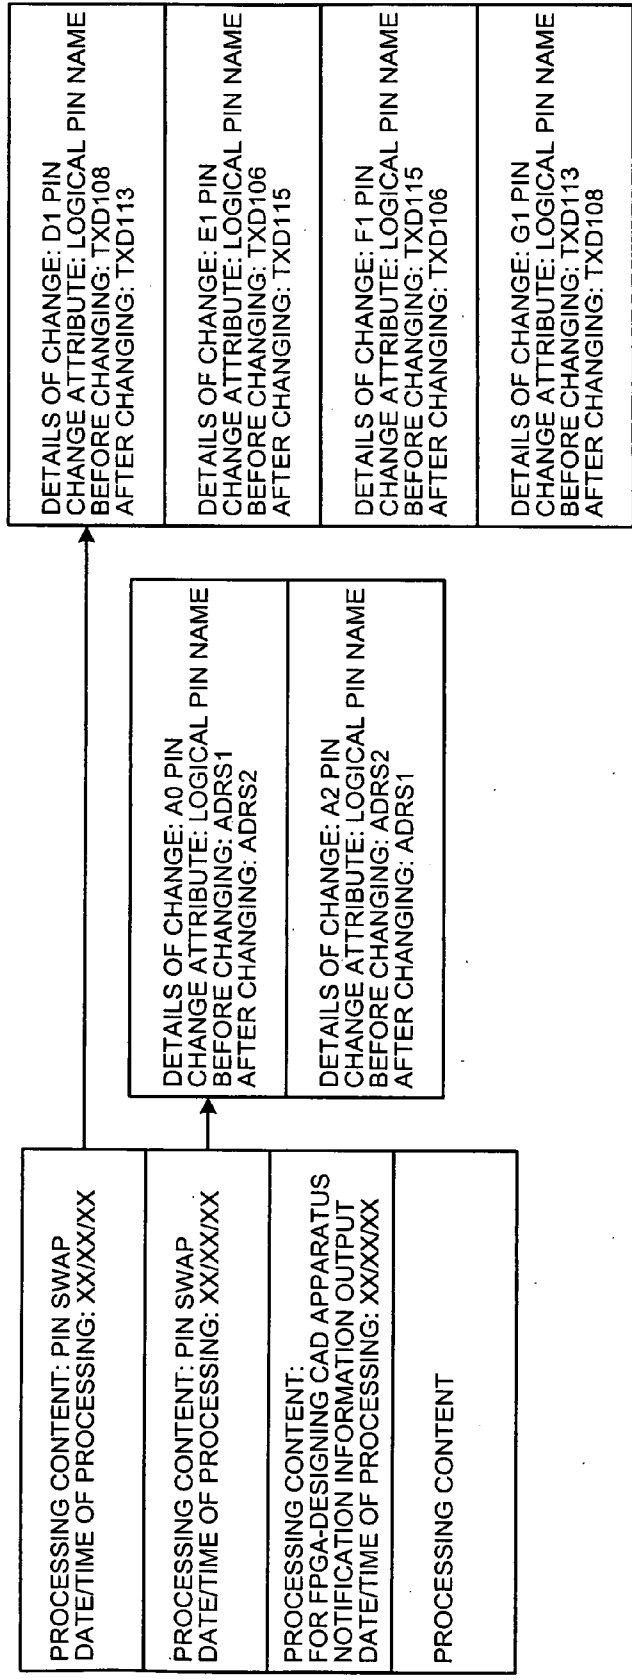 PROCESSING CONTENT: PIN SWAP
DATE/TIME OF PROCESSING: XX/XX/XX
PROCESSING CONTENT: PIN SWAP
DATE/TIME OF PROCESSING: XX/XX/XX
PROCESSING CONTENT:
FOR FPGA-DESIGNING CAD APPARATUS
NOTIFICATION INFORMATION OUTPUT
DATE/TIME OF PROCESSING: XX/XX/XX
PROCESSING CONTENT
DETAILS OF CHANGE: A0 PIN
CHANGE ATTRIBUTE: LOGICAL PIN NAME
BEFORE CHANGING: ADRS1
AFTER CHANGING: ADRS2
DETAILS OF CHANGE: A2 PIN
CHANGE ATTRIBUTE: LOGICAL PIN NAME
BEFORE CHANGING: ADRS2
AFTER CHANGING: ADRS1
DETAILS OF CHANGE: D1 PIN
CHANGE ATTRIBUTE: LOGICAL PIN NAME
BEFORE CHANGING: TXD108
AFTER CHANGING: TXD113
DETAILS OF CHANGE: E1 PIN
CHANGE ATTRIBUTE: LOGICAL PIN NAME
BEFORE CHANGING: TXD106
AFTER CHANGING: TXD115
DETAILS OF CHANGE: F1 PIN
CHANGE ATTRIBUTE: LOGICAL PIN NAME
BEFORE CHANGING: TXD115
AFTER CHANGING: TXD106
DETAILS OF CHANGE: G1 PIN
CHANGE ATTRIBUTE: LOGICAL PIN NAME
BEFORE CHANGING: TXD113
AFTER CHANGING: TXD108